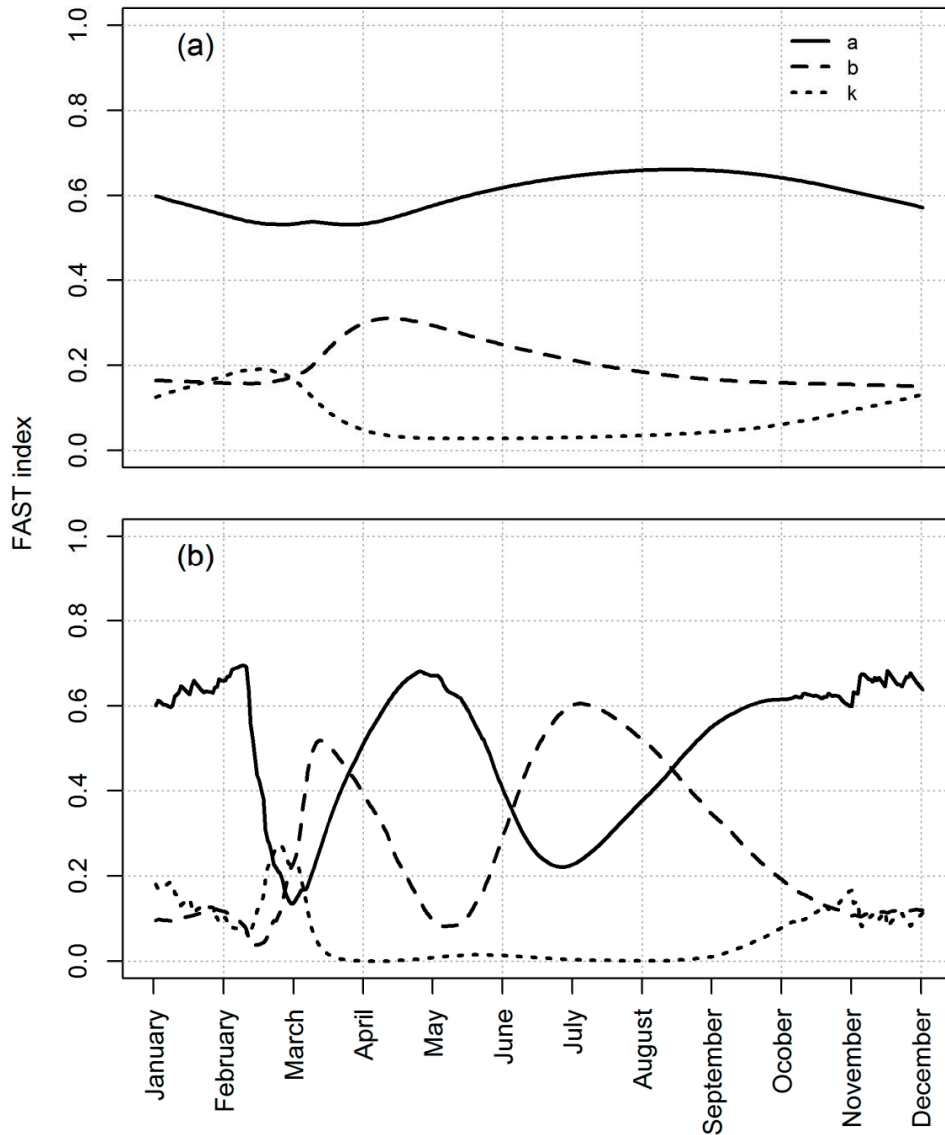 FAST index
(a)
a
b
k
1.0
0.8
0.6
0.4
0.2
0.0
(b)
1.0
0.8
0.6
0.4
0.2
0.0
January
February
March
April
May
June
July
August
September
Ocober
November
December